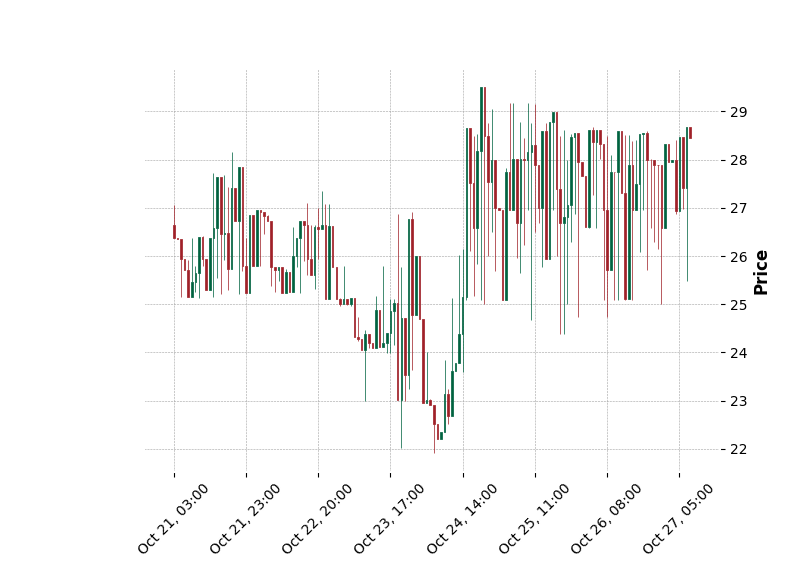 29
28
27
26
25
24
23
22
Price
Oct 21, 03:00
Oct 21, 23:00
Oct 22, 20:00
Oct 23, 17:00
Oct 24, 14:00
Oct 25, 11:00
Oct 26, 08:00
Oct 27, 05:00